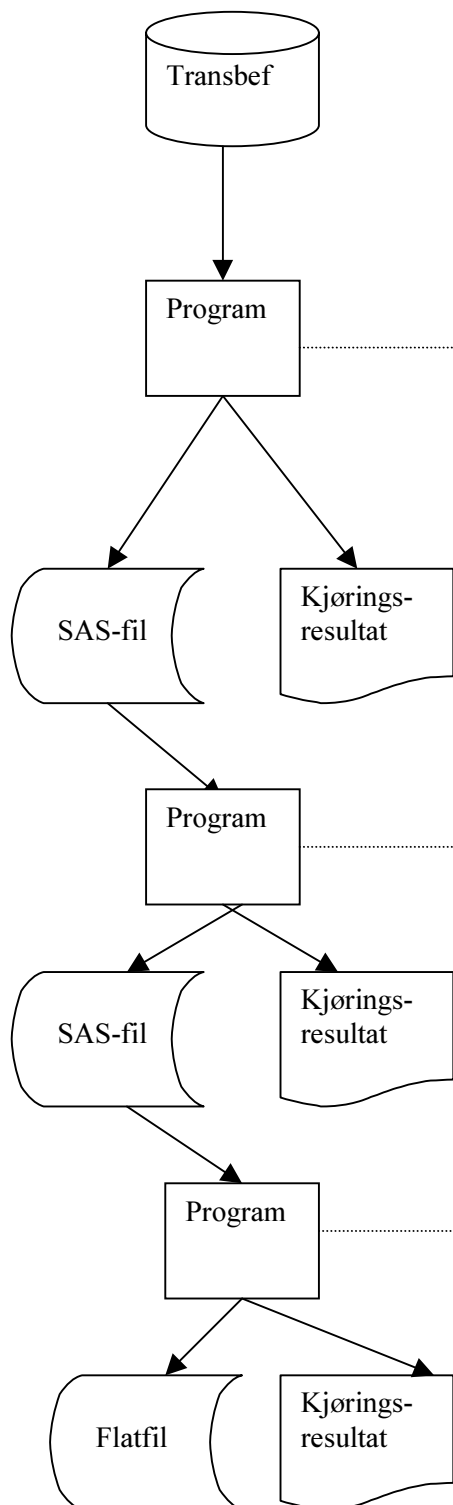 Transbef
Program
SAS-fil
Kjørings-
resultat
Program
SAS-fil
Kjørings-
resultat
Program
Flatfil
Kjørings-
resultat